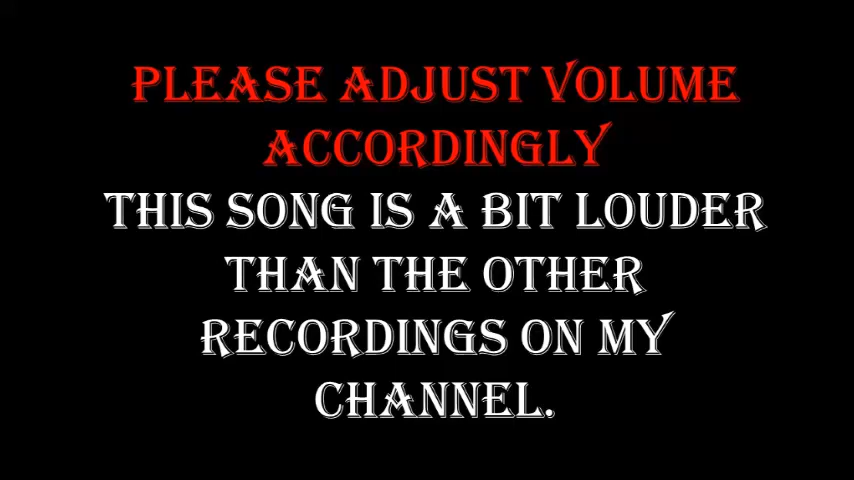 PLEASE ADJUST VOLUME
ACCORDINGLY
THIS SONG IS A BIT LOUDER
THAN THE OTHER
RECORDINGS ON MY
CHANNEL.